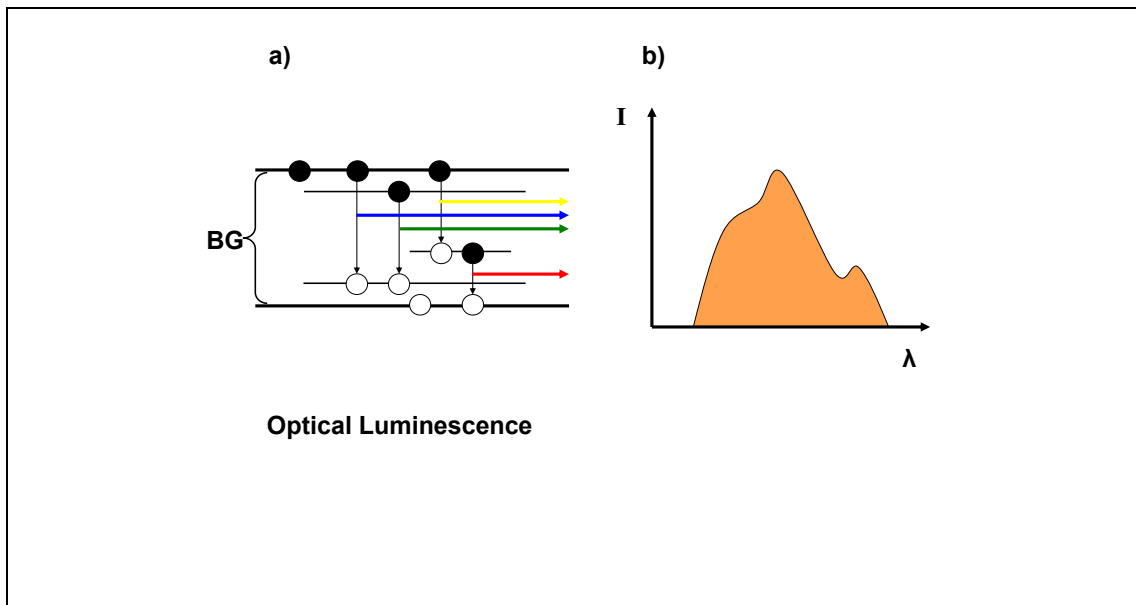 a)
b)
I
BG
λ
Optical Luminescence